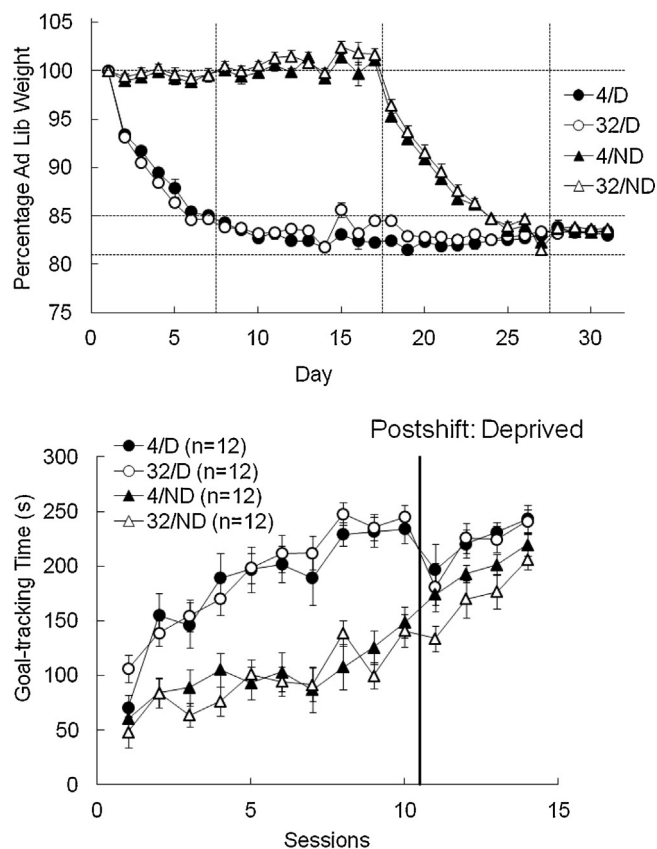 105
100
95
90
85
80
75
Percentage Ad Lib Weight
0 5 10 15 20 25 30
Day
4/D
32/D
4/ND
32/ND
Postshift: Deprived
4/D (n=12)
32/D (n=12)
4/ND (n=12)
32/ND (n=12)
300
250
200
150
100
50
0
Goal-tracking Time (s)
0 5 10 15
Sessions